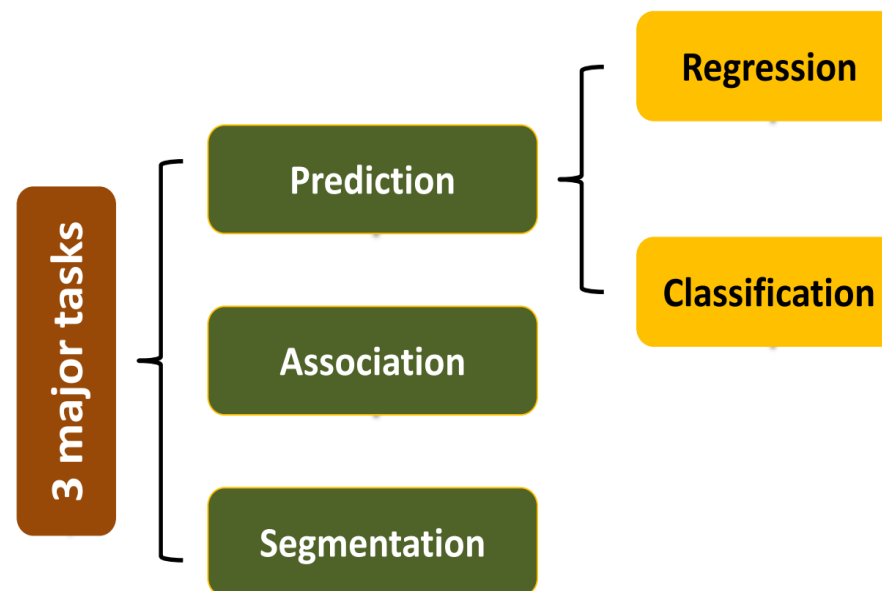 3 major tasks
Prediction
Association
Segmentation
Regression
Classification